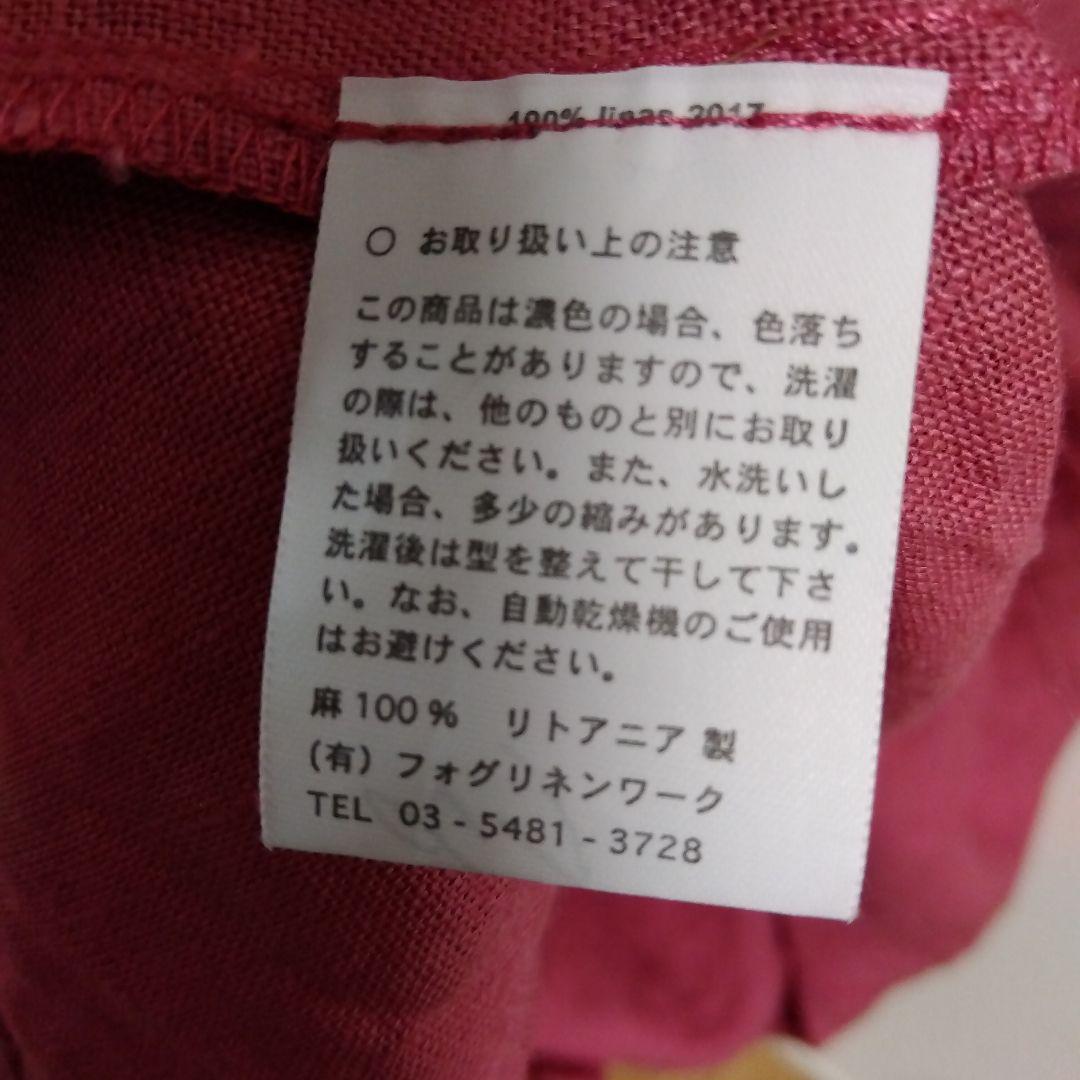 100% linas 2017
○ お取り扱い上の注意
この商品は濃色の場合、色落ち
することがありますので、洗濯
の際は、他のものと別にお取り
扱いください。また、水洗いし
た場合、多少の縮みがあります。
洗濯後は型を整えて干して下さ
い。なお、自動乾燥機のご使用
はお避けください。
麻 100 % リトアニア 製
(有) フォグリネンワーク
TEL 03 - 5481 - 3728